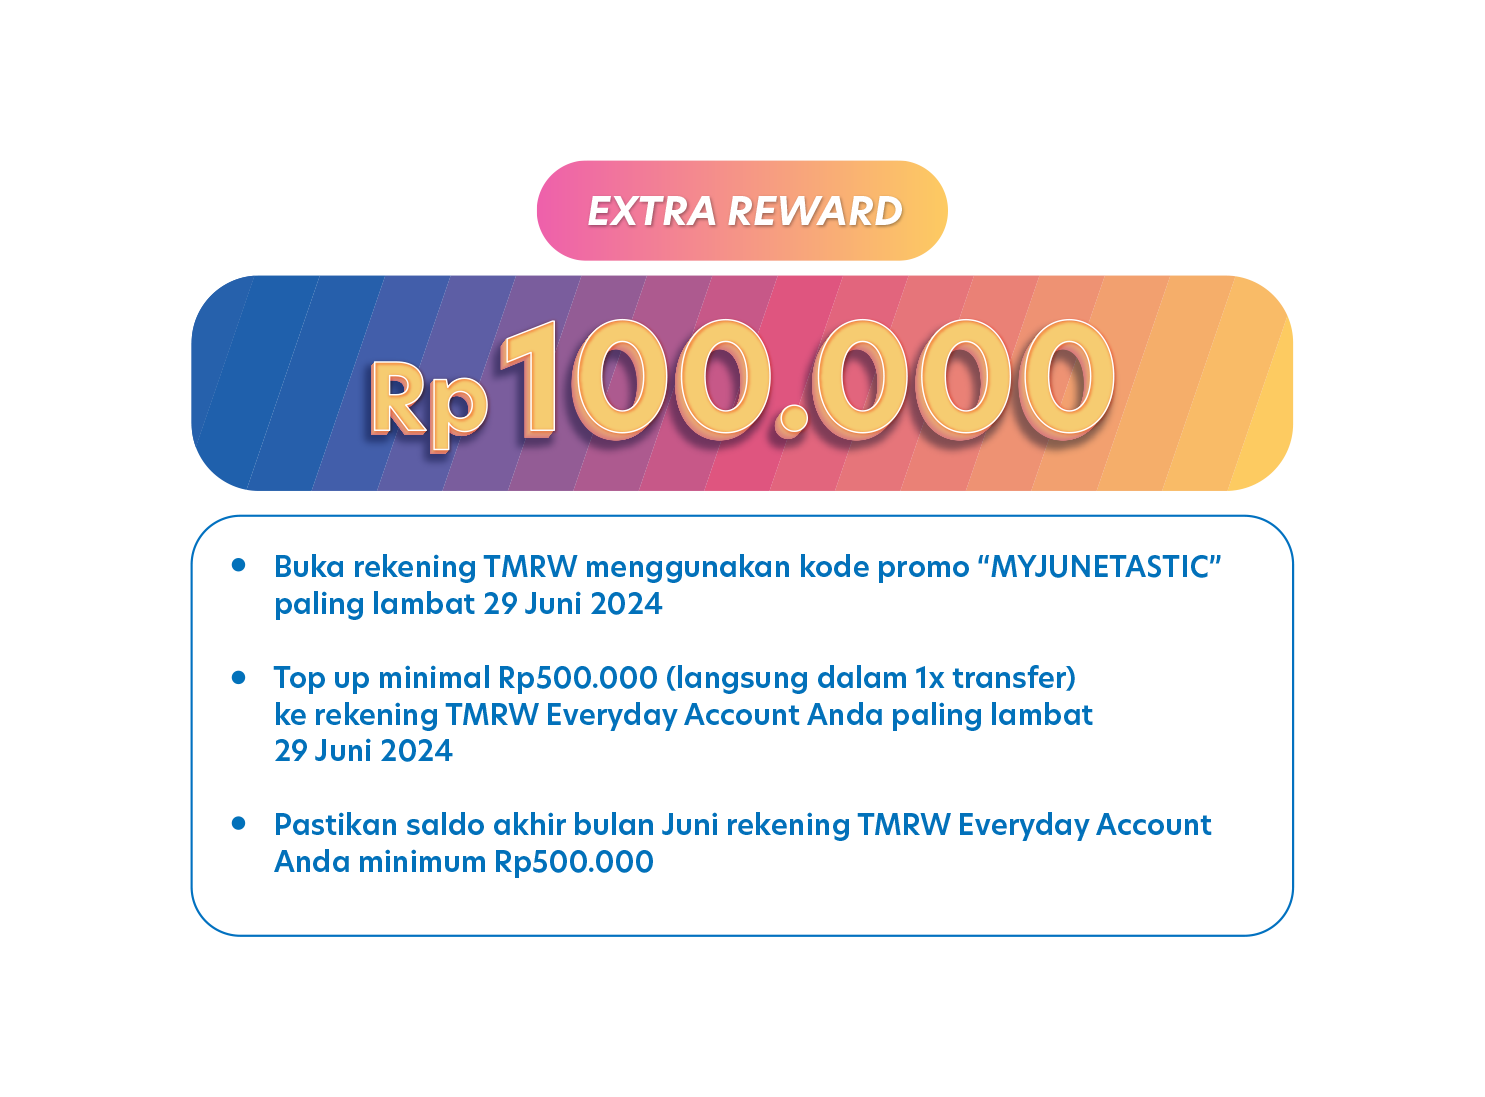 EXTRA REWARD
Rp100.000
• Buka rekening TMRW menggunakan kode promo “MYJUNETASTIC”
paling lambat 29 Juni 2024
• Top up minimal Rp500.000 (langsung dalam 1x transfer)
ke rekening TMRW Everyday Account Anda paling lambat
29 Juni 2024
• Pastikan saldo akhir bulan Juni rekening TMRW Everyday Account
Anda minimum Rp500.000